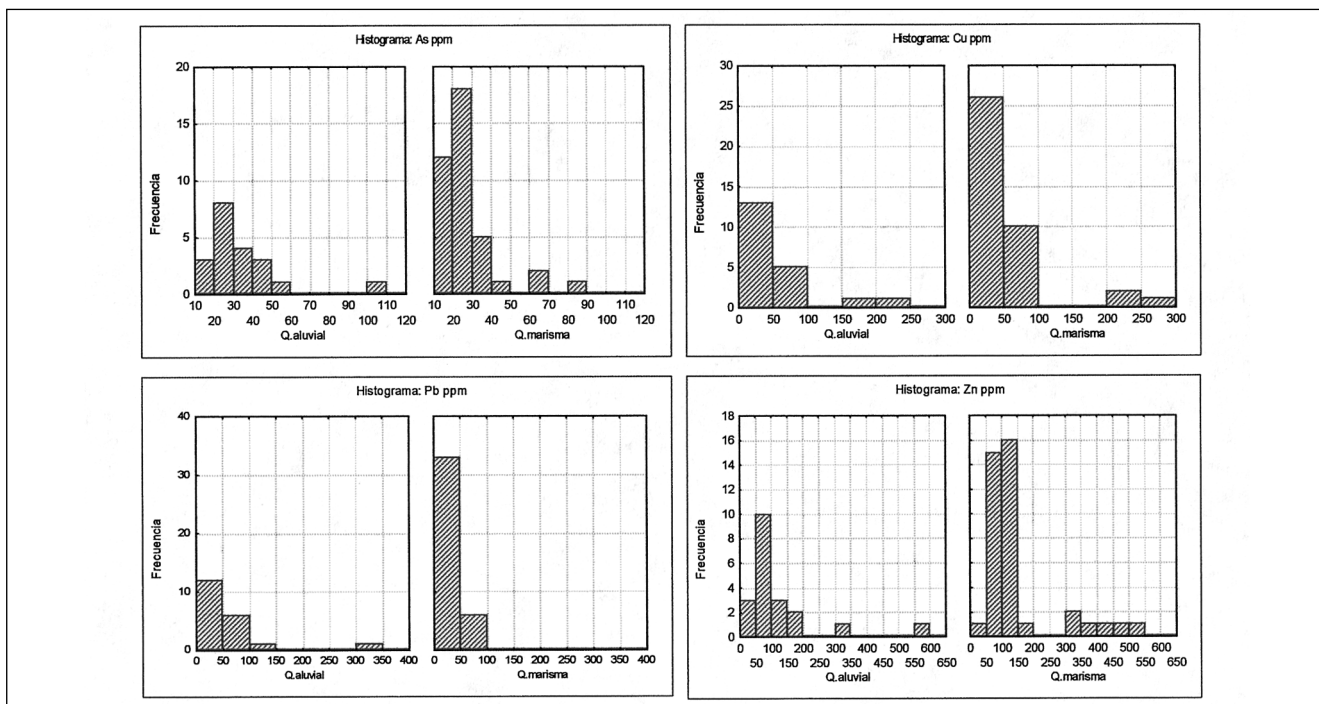 Histograma: As ppm
20
15
10
5
0
Frecuencia
10 30 50 70 90 110
20 40 60 80 100 120
Q.aluvial
10 30 50 70 90 110
20 40 60 80 100 120
Q.marisma
Histograma: Cu ppm
30
25
20
15
10
5
0
Frecuencia
0 50 100 150 200 250 300
Q.aluvial
0 50 100 150 200 250 300
Q.marisma
Histograma: Pb ppm
40
30
20
10
0
Frecuencia
0 50 100 150 200 250 300 350 400
Q.aluvial
0 50 100 150 200 250 300 350 400
Q.marisma
Histograma: Zn ppm
18
16
14
12
10
8
6
4
2
0
Frecuencia
0 100 200 300 400 500 600
50 150 250 350 450 550 650
Q.aluvial
0 100 200 300 400 500 600
50 150 250 350 450 550 650
Q.marisma